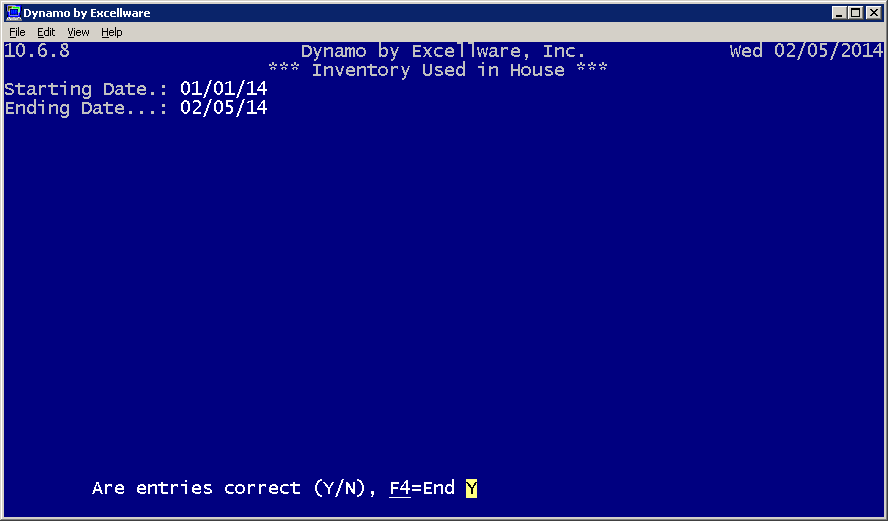 Dynamo by Excellware
File Edit View Help
10.6.8 Dynamo by Excellware, Inc. Wed 02/05/2014
*** Inventory Used in House ***
Starting Date.: 01/01/14
Ending Date...: 02/05/14
Are entries correct (Y/N), F4=End Y